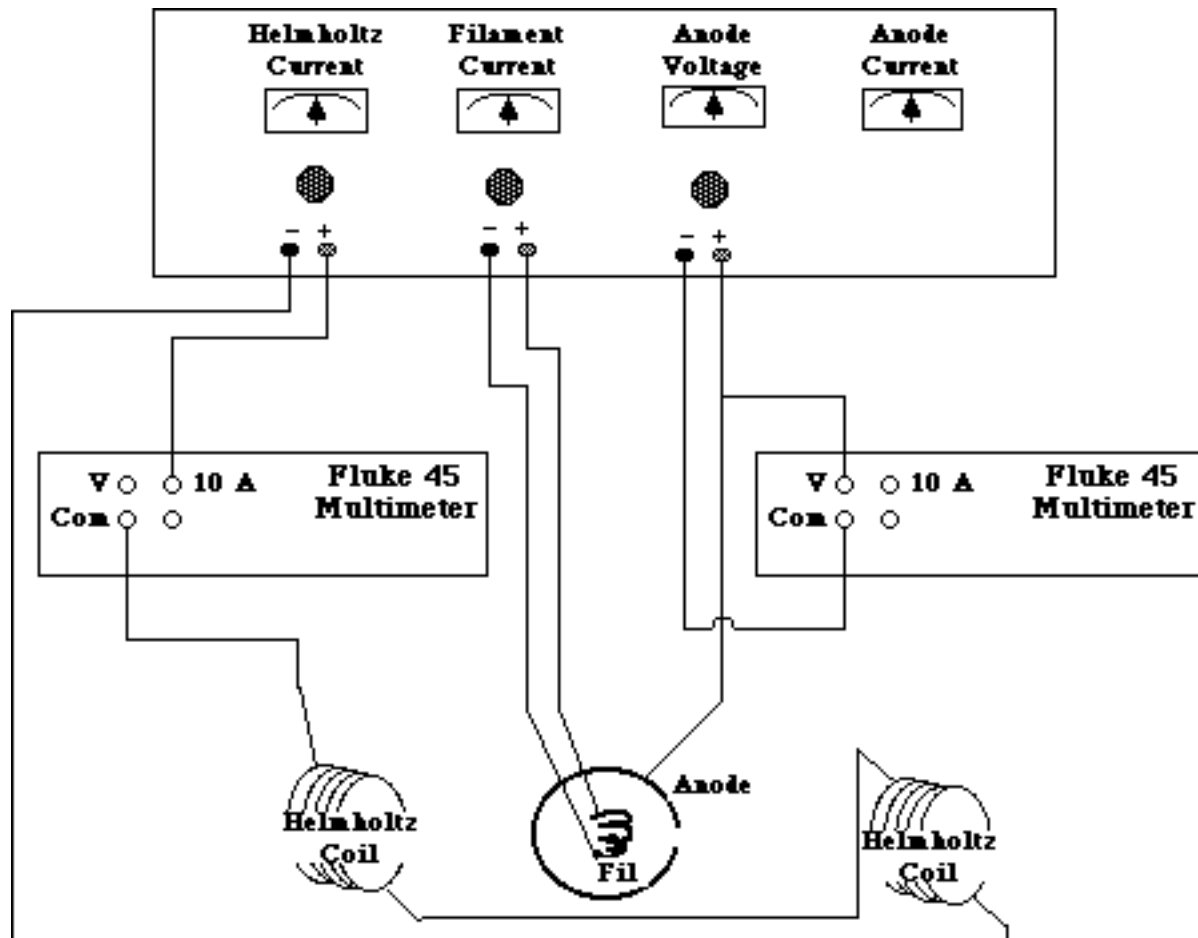 Helmholtz Current
Filament Current
Anode Voltage
Anode Current
- +
- +
- +
V 10 A
Com
Fluke 45
Multimeter
V 10 A
Com
Fluke 45
Multimeter
Anode
Helmholtz
Coil
Fil
Helmholtz
Coil